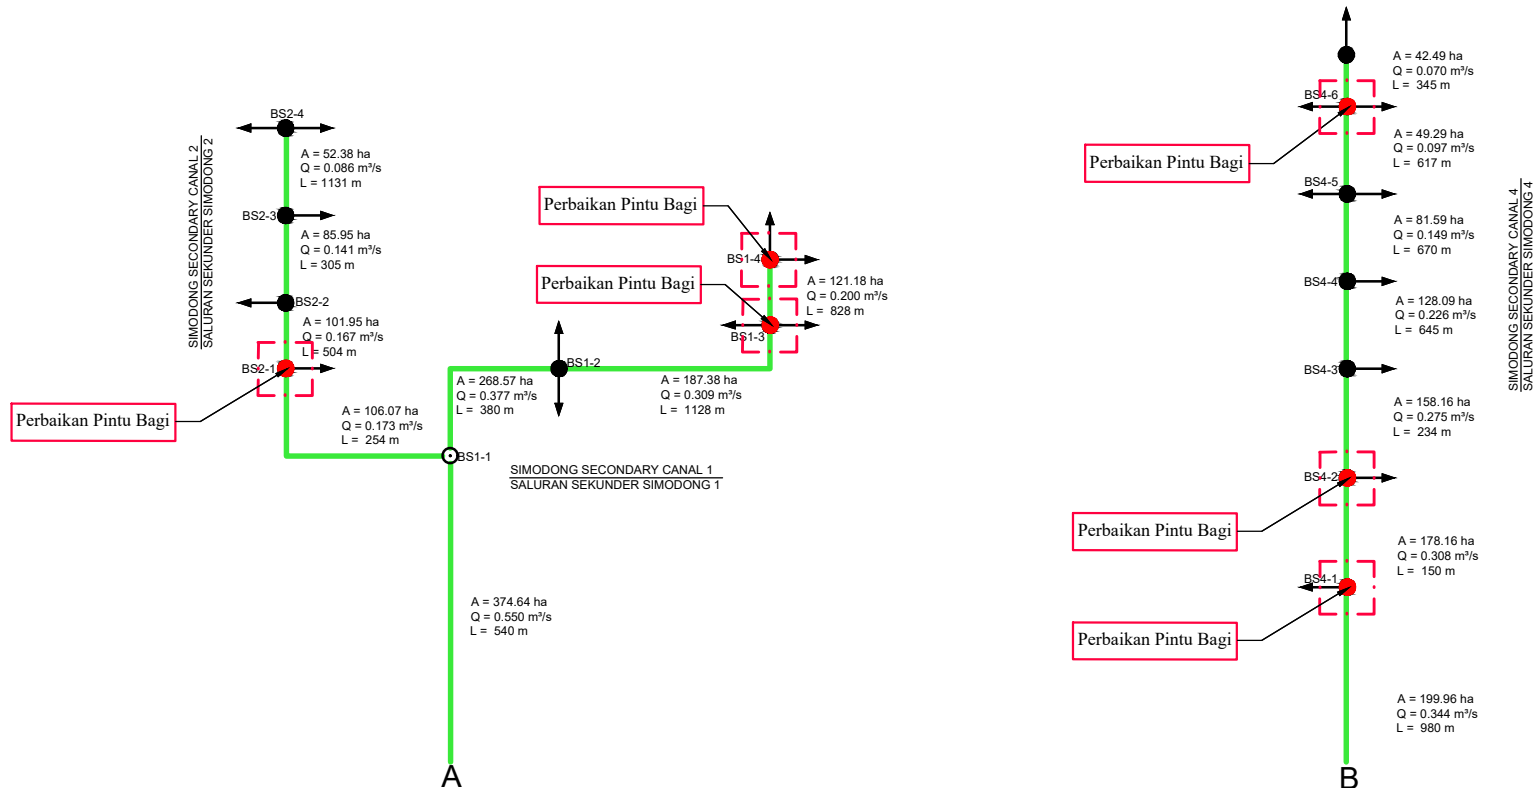 BS2-4
SIMODONG SECONDARY CANAL 2
SALURAN SEKUNDER SIMODONG 2
A = 52.38 ha
Q = 0.086 m³/s
L = 1131 m
BS2-3
A = 85.95 ha
Q = 0.141 m³/s
L = 305 m
BS2-2
A = 101.95 ha
Q = 0.167 m³/s
L = 504 m
BS2-1
Perbaikan Pintu Bagi
A = 106.07 ha
Q = 0.173 m³/s
L = 254 m
BS1-1
A = 268.57 ha
Q = 0.377 m³/s
L = 380 m
BS1-2
A = 187.38 ha
Q = 0.309 m³/s
L = 1128 m
Perbaikan Pintu Bagi
BS1-4
Perbaikan Pintu Bagi
BS1-3
A = 121.18 ha
Q = 0.200 m³/s
L = 828 m
SIMODONG SECONDARY CANAL 1
SALURAN SEKUNDER SIMODONG 1
A = 374.64 ha
Q = 0.550 m³/s
L = 540 m
A
A = 42.49 ha
Q = 0.070 m³/s
L = 345 m
BS4-6
Perbaikan Pintu Bagi
A = 49.29 ha
Q = 0.097 m³/s
L = 617 m
BS4-5
A = 81.59 ha
Q = 0.149 m³/s
L = 670 m
BS4-4
A = 128.09 ha
Q = 0.226 m³/s
L = 645 m
BS4-3
A = 158.16 ha
Q = 0.275 m³/s
L = 234 m
BS4-2
Perbaikan Pintu Bagi
A = 178.16 ha
Q = 0.308 m³/s
L = 150 m
BS4-1
Perbaikan Pintu Bagi
A = 199.96 ha
Q = 0.344 m³/s
L = 980 m
B
SIMODONG SECONDARY CANAL 4
SALURAN SEKINDER SIMODONG 4